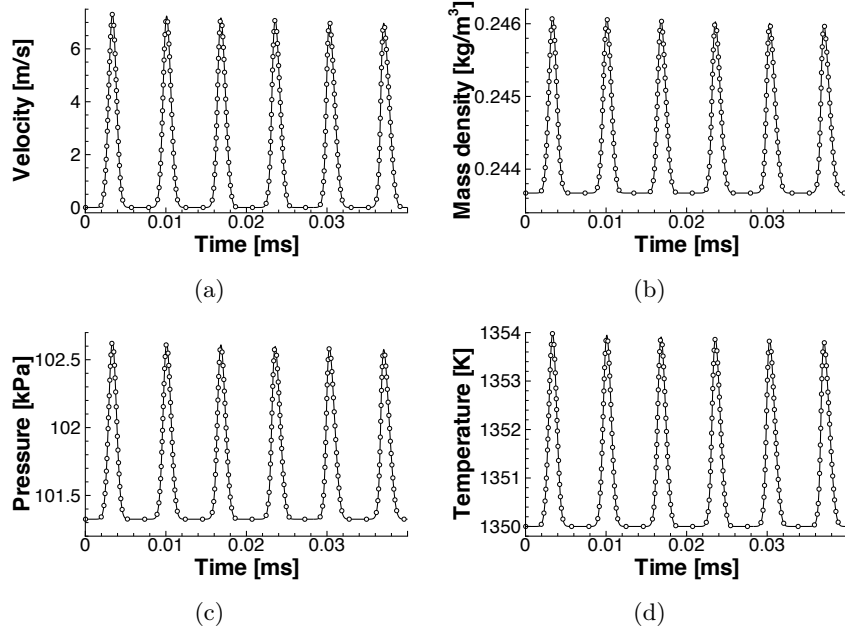 Velocity [m/s]
6
4
2
0
0 0.01 0.02 0.03
Time [ms]
(a)
Mass density [kg/m³]
0.246
0.245
0.244
0 0.01 0.02 0.03
Time [ms]
(b)
Pressure [kPa]
102.5
102
101.5
0 0.01 0.02 0.03
Time [ms]
(c)
Temperature [K]
1354
1353
1352
1351
1350
0 0.01 0.02 0.03
Time [ms]
(d)